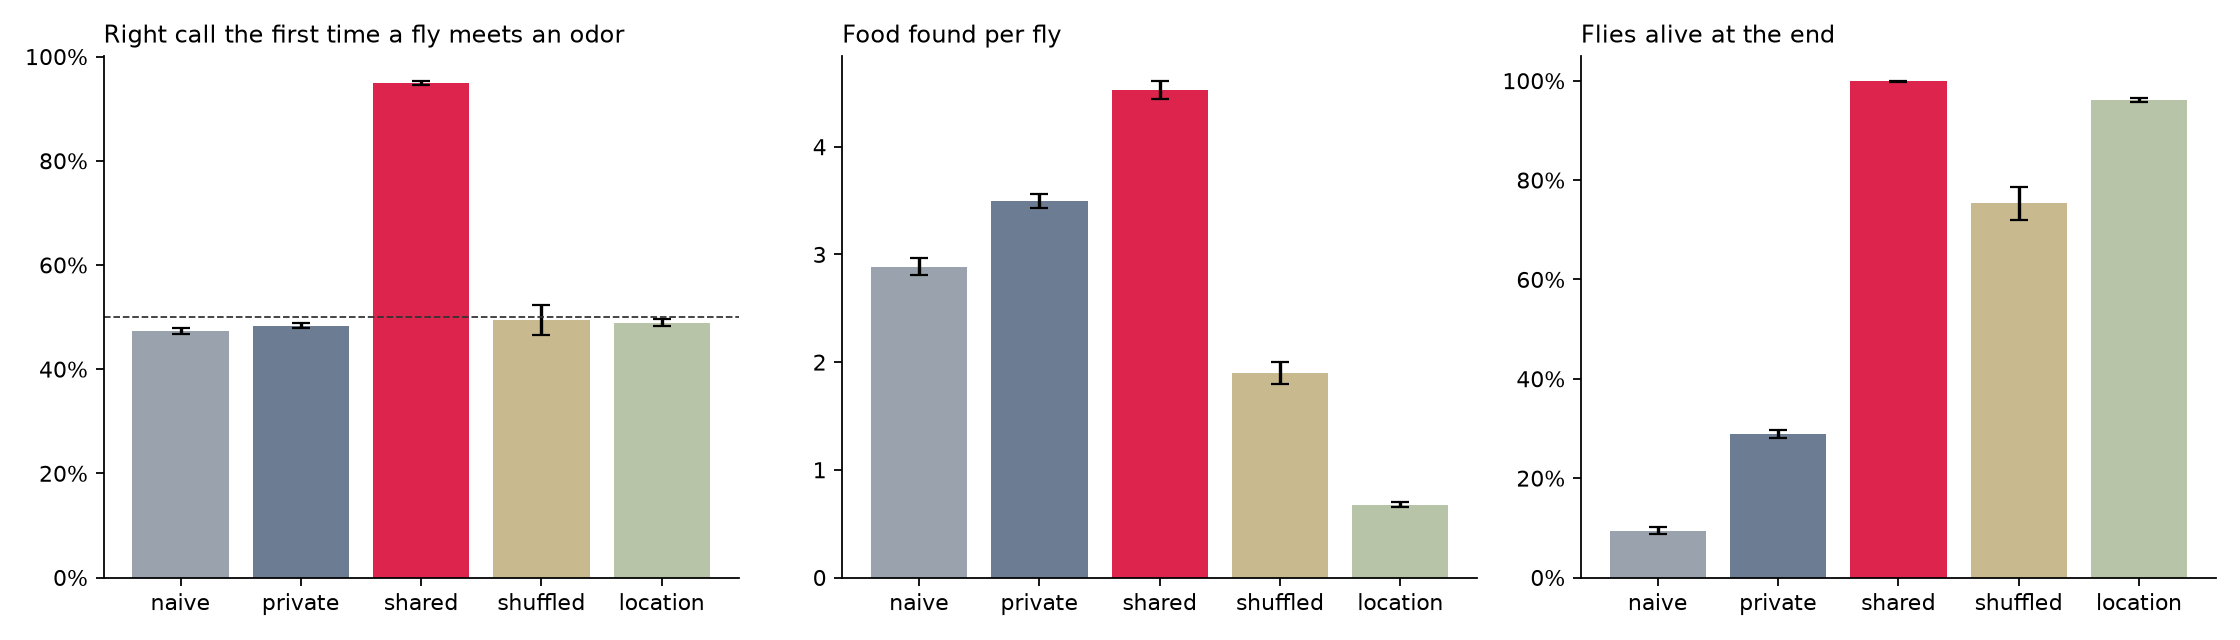 Right call the first time a fly meets an odor
100%
80%
60%
40%
20%
0%
naive private shared shuffled location
Food found per fly
4
3
2
1
0
naive private shared shuffled location
Flies alive at the end
100%
80%
60%
40%
20%
0%
naive private shared shuffled location